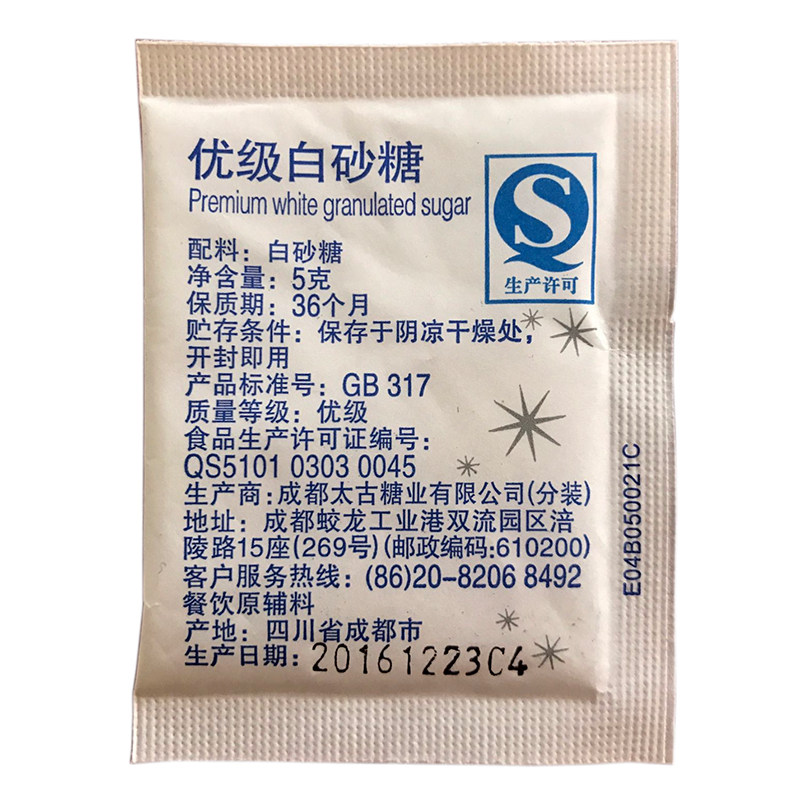 优级白砂糖
Premium white granulated sugar
S
生产许可
配料：白砂糖
净含量：5克
保质期：36个月
贮存条件：保存于阴凉干燥处，
开封即用
产品标准号：GB 317
质量等级：优级
食品生产许可证编号：
QS5101 0303 0045
生产商：成都太古糖业有限公司(分装)
地址：成都蛟龙工业港双流园区涪
陵路15座(269号)(邮政编码:610200)
客户服务热线：(86)20-8206 8492
餐饮原辅料
产地：四川省成都市
生产日期：20161223C4
E04B050021C